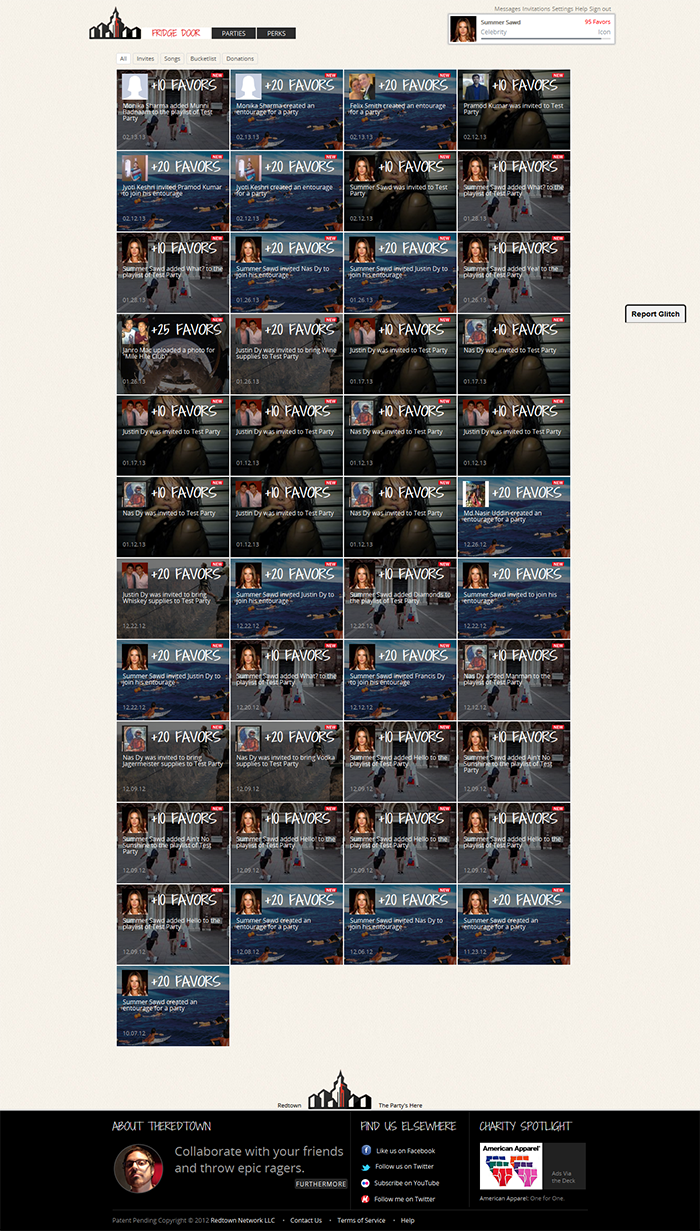 Messages Invitations Settings Help Sign out
FRIDGE DOOR PARTIES PERKS
Summer Sawd 95 Favors
Celebrity Icon
All Invites Songs Bucketlist Donations
NEW
+10 FAVORS
Monika Sharma added Munni
Badnaam to the playlist of Test
Party
02.13.13
NEW
+20 FAVORS
Monika Sharma created an
entourage for a party
02.13.13
NEW
+20 FAVORS
Felix Smith created an entourage
for a party
02.12.13
NEW
+10 FAVORS
Pramod Kumar was invited to Test
Party
02.12.13
NEW
+20 FAVORS
Jyoti Keshri invited Pramod Kumar
to join his entourage
02.12.13
NEW
+20 FAVORS
Jyoti Keshri created an entourage
for a party
02.12.13
NEW
+10 FAVORS
Summer Sawd was invited to Test
Party
02.12.13
NEW
+10 FAVORS
Summer Sawd added What? to the
playlist of Test Party
01.28.13
NEW
+10 FAVORS
Summer Sawd added What? to the
playlist of Test Party
01.28.13
NEW
+20 FAVORS
Summer Sawd invited Nas Dy to
join his entourage
01.26.13
NEW
+20 FAVORS
Summer Sawd invited Justin Dy to
join his entourage
01.26.13
NEW
+10 FAVORS
Summer Sawd added Yeah! to the
playlist of Test Party
01.26.13
NEW
+25 FAVORS
Janro Mac uploaded a photo for
"Mile Hile Club"
01.26.13
NEW
+20 FAVORS
Justin Dy was invited to bring Wine
supplies to Test Party
01.26.13
NEW
+10 FAVORS
Justin Dy was invited to Test Party
01.17.13
NEW
+10 FAVORS
Nas Dy was invited to Test Party
01.17.13
NEW
+10 FAVORS
Justin Dy was invited to Test Party
01.17.13
NEW
+10 FAVORS
Justin Dy was invited to Test Party
01.12.13
NEW
+10 FAVORS
Nas Dy was invited to Test Party
01.12.13
NEW
+10 FAVORS
Justin Dy was invited to Test Party
01.12.13
NEW
+10 FAVORS
Nas Dy was invited to Test Party
01.12.13
NEW
+10 FAVORS
Justin Dy was invited to Test Party
01.12.13
NEW
+10 FAVORS
Nas Dy was invited to Test Party
01.12.13
NEW
+20 FAVORS
Md Nasir Uddin created an
entourage for a party
12.26.12
NEW
+20 FAVORS
Justin Dy was invited to bring
Whiskey supplies to Test Party
12.22.12
NEW
+20 FAVORS
Summer Sawd invited Justin Dy to
join his entourage
12.22.12
NEW
+10 FAVORS
Summer Sawd added Diamonds to
the playlist of Test Party
12.22.12
NEW
+20 FAVORS
Summer Sawd invited to join his
entourage
12.22.12
NEW
+20 FAVORS
Summer Sawd invited Justin Dy to
join his entourage
12.22.12
NEW
+10 FAVORS
Summer Sawd added What? to the
playlist of Test Party
12.20.12
NEW
+20 FAVORS
Summer Sawd invited Francis Dy
to join his entourage
12.12.12
NEW
+10 FAVORS
Nas Dy added Manman to the
playlist of Test Party
12.12.12
NEW
+20 FAVORS
Nas Dy was invited to bring
Jagermeister supplies to Test Party
12.09.12
NEW
+20 FAVORS
Nas Dy was invited to bring Vodka
supplies to Test Party
12.09.12
NEW
+10 FAVORS
Summer Sawd added Hello to the
playlist of Test Party
12.09.12
NEW
+10 FAVORS
Summer Sawd added Ain't No
Sunshine to the playlist of Test
Party
12.09.12
NEW
+10 FAVORS
Summer Sawd added Ain't No
Sunshine to the playlist of Test
Party
12.09.12
NEW
+10 FAVORS
Summer Sawd added Hello! to the
playlist of Test Party
12.09.12
NEW
+10 FAVORS
Summer Sawd added Hello to the
playlist of Test Party
12.09.12
NEW
+10 FAVORS
Summer Sawd added Hello to the
playlist of Test Party
12.09.12
NEW
+10 FAVORS
Summer Sawd added Hello to the
playlist of Test Party
12.09.12
NEW
+20 FAVORS
Summer Sawd created an
entourage for a party
12.08.12
NEW
+20 FAVORS
Summer Sawd invited Nas Dy to
join his entourage
12.06.12
NEW
+20 FAVORS
Summer Sawd created an
entourage for a party
11.23.12
NEW
+20 FAVORS
Summer Sawd created an
entourage for a party
10.07.12
Report Glitch
Redtown The Party's Here
ABOUT THEREDTOWN
Collaborate with your friends
and throw epic ragers.
FURTHERMORE
FIND US ELSEWHERE
Like us on Facebook
Follow us on Twitter
Subscribe on YouTube
Follow me on Twitter
CHARITY SPOTLIGHT
American Apparel
Ads Via
the Deck
American Apparel: One for One.
Patent Pending Copyright © 2012 Redtown Network LLC • Contact Us • Terms of Service • Help